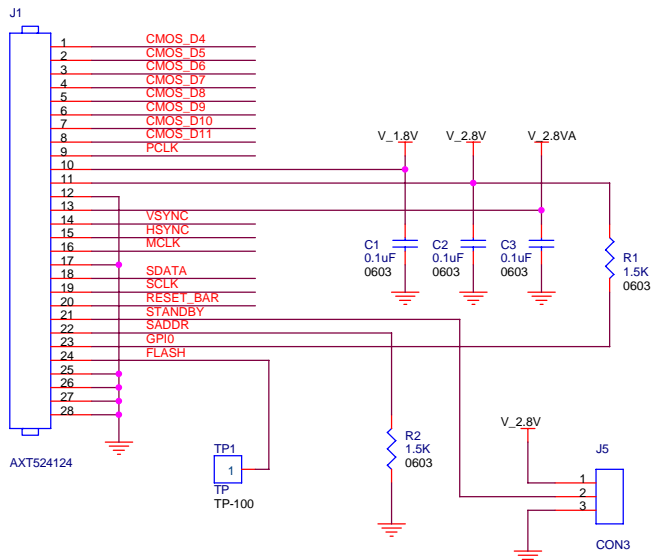 J1
1 CMOS_D4
2 CMOS_D5
3 CMOS_D6
4 CMOS_D7
5 CMOS_D8
6 CMOS_D9
7 CMOS_D10
8 CMOS_D11
9 PCLK
10
11
12
13
14 VSYNC
15 HSYNC
16 MCLK
17
18 SDATA
19 SCLK
20 RESET_BAR
21 STANDBY
22 SADDR
23 GPI0
24 FLASH
25
26
27
28
AXT524124
V_1.8V V_2.8V V_2.8VA
C1
0.1uF
0603
C2
0.1uF
0603
C3
0.1uF
0603
R1
1.5K
0603
R2
1.5K
0603
TP1
1
TP
TP-100
V_2.8V
J5
1
2
3
CON3